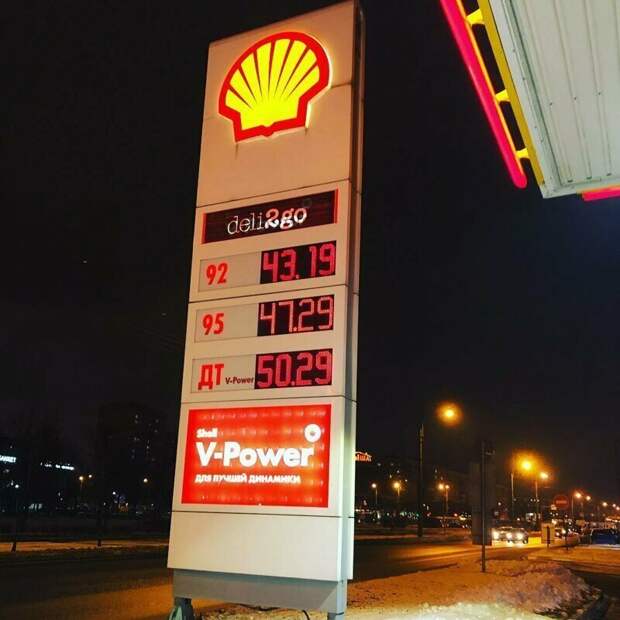 deli2go
92 43.19
95 47.29
ДТ V-Power 50.29
Shell
V-Power
ДЛЯ ЛУЧШЕЙ ДИНАМИКИ